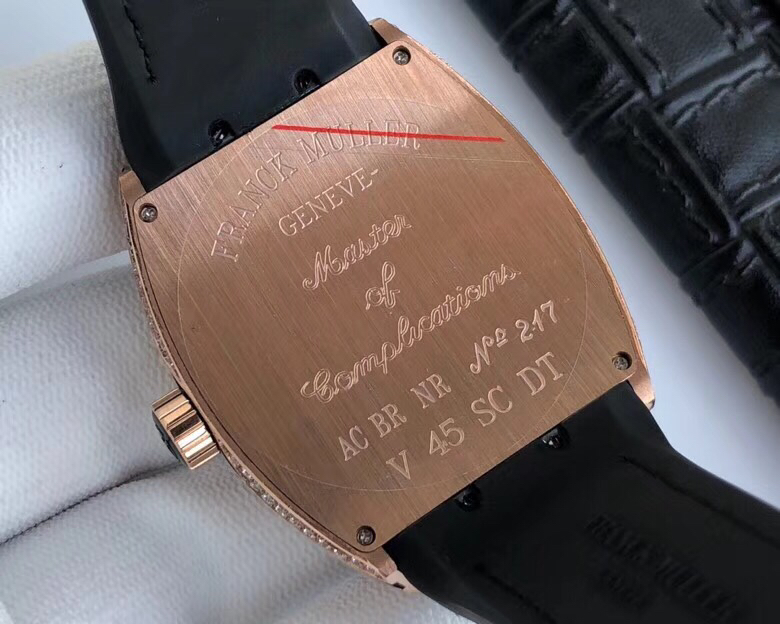 FRANCK MULLER
GENEVE-
Master
of
Complications
AC BR NR Nº 217
V 45 SC DT